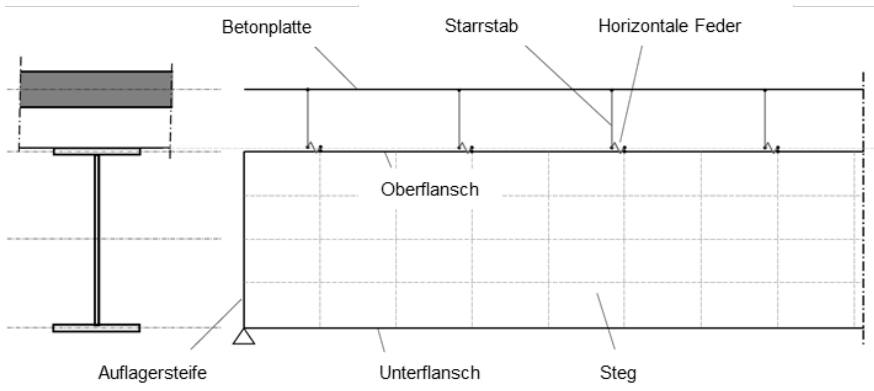 Betonplatte
Starrstab
Horizontale Feder
Oberflansch
Auflagersteife
Unterflansch
Steg